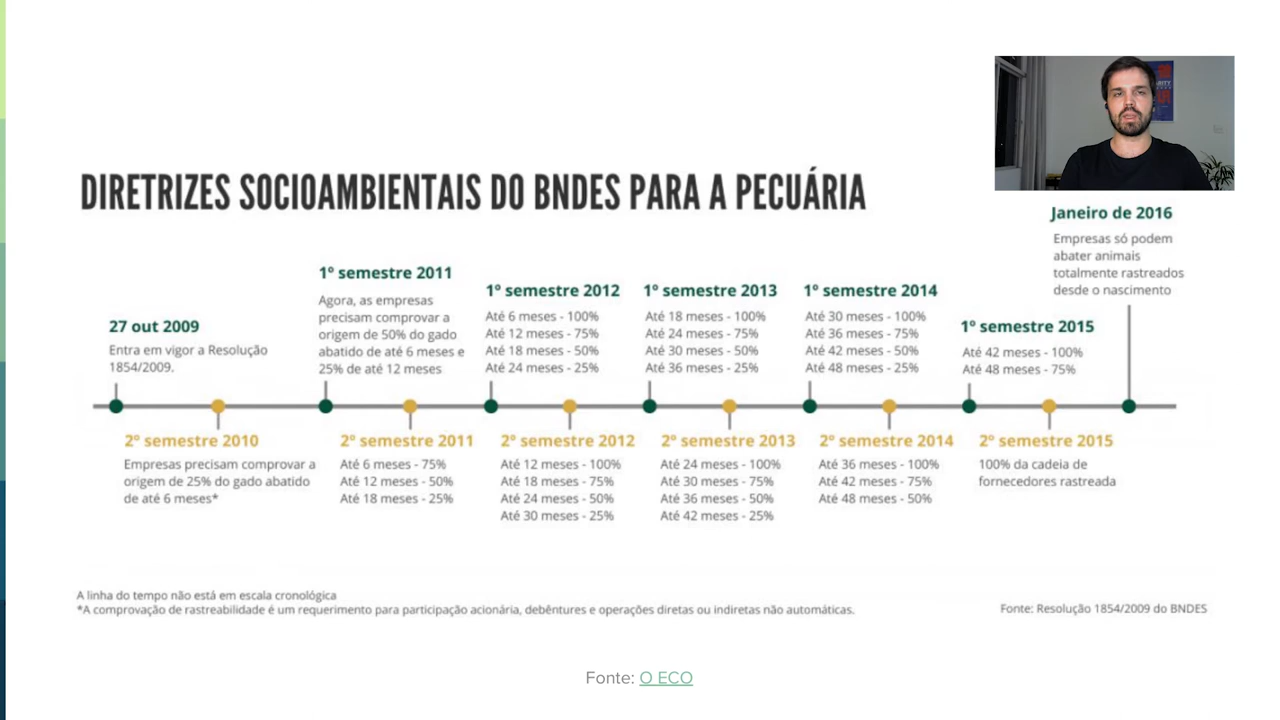 DIRETRIZES SOCIOAMBIENTAIS DO BNDES PARA A PECUÁRIA
27 out 2009
Entra em vigor a Resolução
1854/2009.
2º semestre 2010
Empresas precisam comprovar a
origem de 25% do gado abatido
de até 6 meses*
1º semestre 2011
Agora, as empresas
precisam comprovar a
origem de 50% do gado
abatido de até 6 meses e
25% de até 12 meses
2º semestre 2011
Até 6 meses - 75%
Até 12 meses - 50%
Até 18 meses - 25%
1º semestre 2012
Até 6 meses - 100%
Até 12 meses - 75%
Até 18 meses - 50%
Até 24 meses - 25%
2º semestre 2012
Até 12 meses - 100%
Até 18 meses - 75%
Até 24 meses - 50%
Até 30 meses - 25%
1º semestre 2013
Até 18 meses - 100%
Até 24 meses - 75%
Até 30 meses - 50%
Até 36 meses - 25%
2º semestre 2013
Até 24 meses - 100%
Até 30 meses - 75%
Até 36 meses - 50%
Até 42 meses - 25%
1º semestre 2014
Até 30 meses - 100%
Até 36 meses - 75%
Até 42 meses - 50%
Até 48 meses - 25%
2º semestre 2014
Até 36 meses - 100%
Até 42 meses - 75%
Até 48 meses - 50%
1º semestre 2015
Até 42 meses - 100%
Até 48 meses - 75%
2º semestre 2015
100% da cadeia de
fornecedores rastreada
Janeiro de 2016
Empresas só podem
abater animais
totalmente rastreados
desde o nascimento
A linha do tempo não está em escala cronológica
*A comprovação de rastreabilidade é um requerimento para participação acionária, debêntures e operações diretas ou indiretas não automáticas.
Fonte: Resolução 1854/2009 do BNDES
Fonte: O ECO